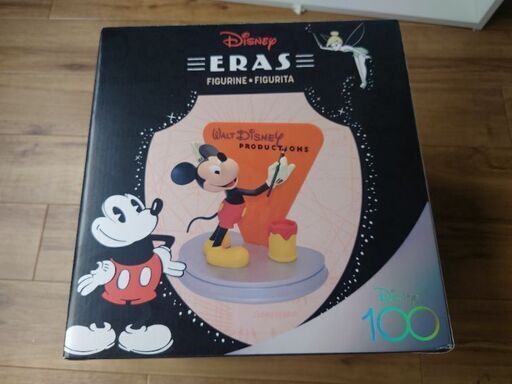 Disney
ERAS
FIGURINE • FIGURITA
WALT DISNEY
PRODUCTIONS
Disney
100